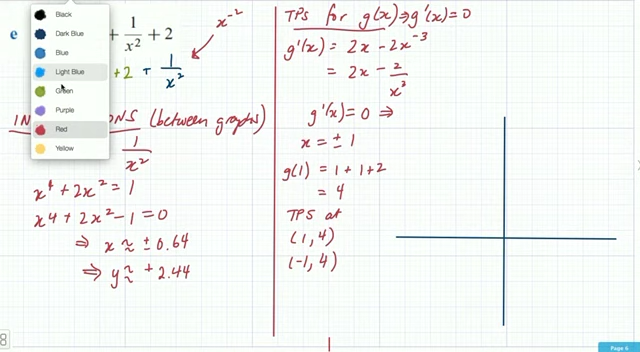 Black
Dark Blue
Blue
Light Blue
Green
Purple
Red
Yellow
e
+ 1/x² + 2
x⁻²
+2 + 1/x²
(between graphs)
1/x²
x⁴ + 2x² = 1
x⁴ + 2x² - 1 = 0
⇒ x ≈ ± 0.64
⇒ y ≈ + 2.44
TPS for g(x) ⇒ g'(x) = 0
g'(x) = 2x - 2x⁻³
= 2x - 2/x³
g'(x) = 0 ⇒
x = ± 1
g(1) = 1 + 1 + 2
= 4
TPS at
(1, 4)
(-1, 4)
Page 6